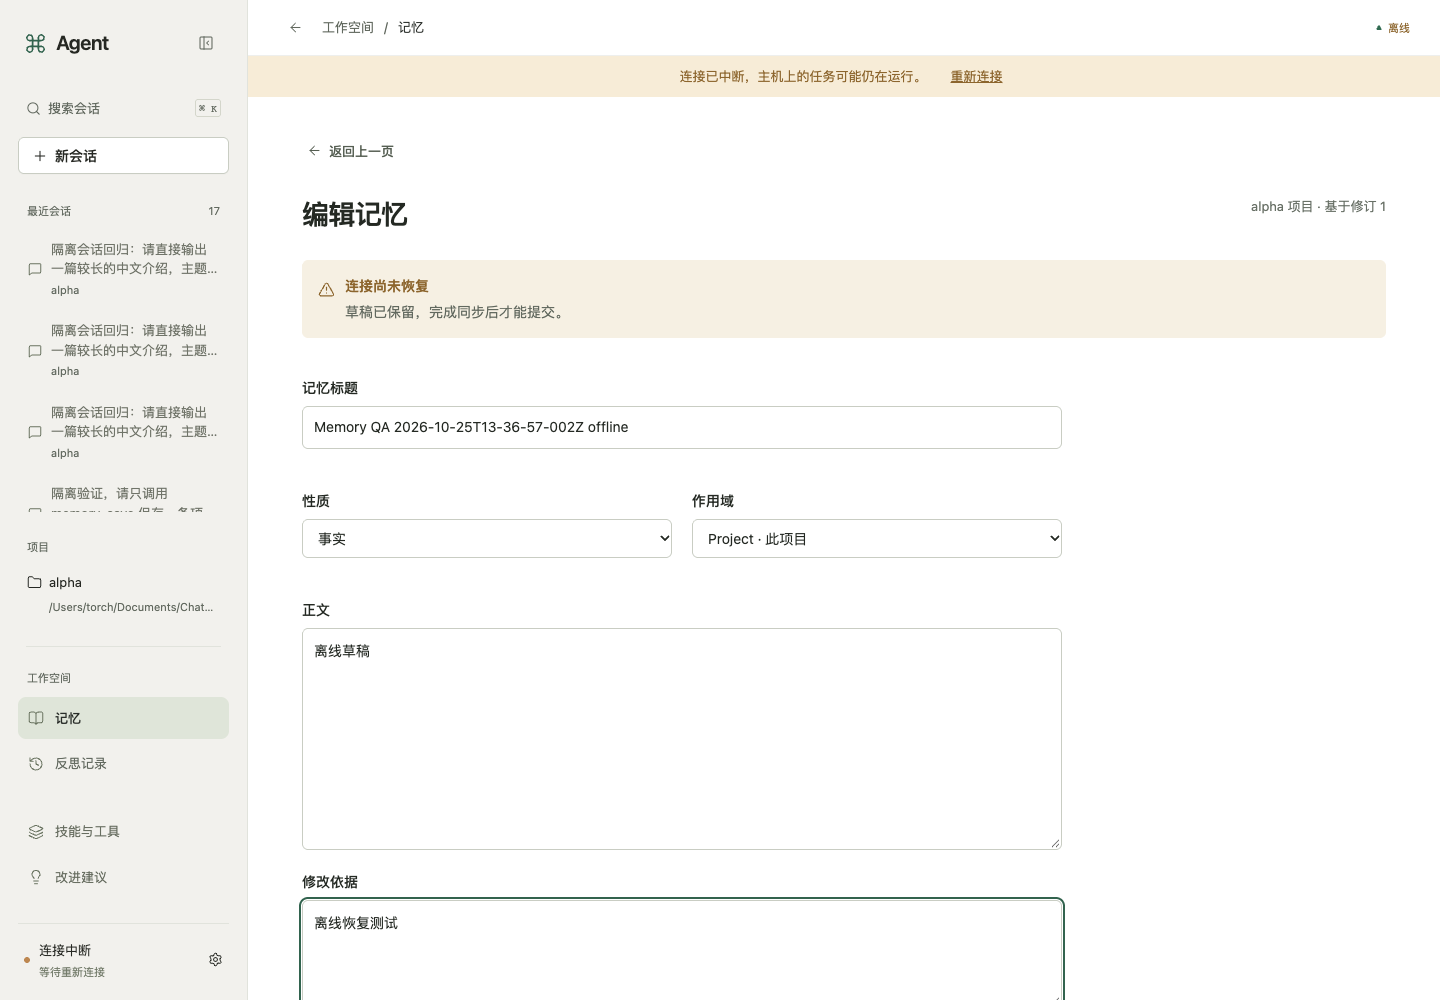 Agent
搜索会话
⌘ K
新会话
最近会话 17
隔离会话回归：请直接输出
一篇较长的中文介绍，主题...
alpha
隔离会话回归：请直接输出
一篇较长的中文介绍，主题...
alpha
隔离会话回归：请直接输出
一篇较长的中文介绍，主题...
alpha
隔离验证，请只调用
项目
alpha
/Users/torch/Documents/Chat...
工作空间
记忆
反思记录
技能与工具
改进建议
连接中断
等待重新连接
工作空间 / 记忆
离线
连接已中断，主机上的任务可能仍在运行。 重新连接
返回上一页
编辑记忆
alpha 项目 · 基于修订 1
连接尚未恢复
草稿已保留，完成同步后才能提交。
记忆标题
Memory QA 2026-10-25T13-36-57-002Z offline
性质 作用域
事实 Project · 此项目
正文
离线草稿
修改依据
离线恢复测试